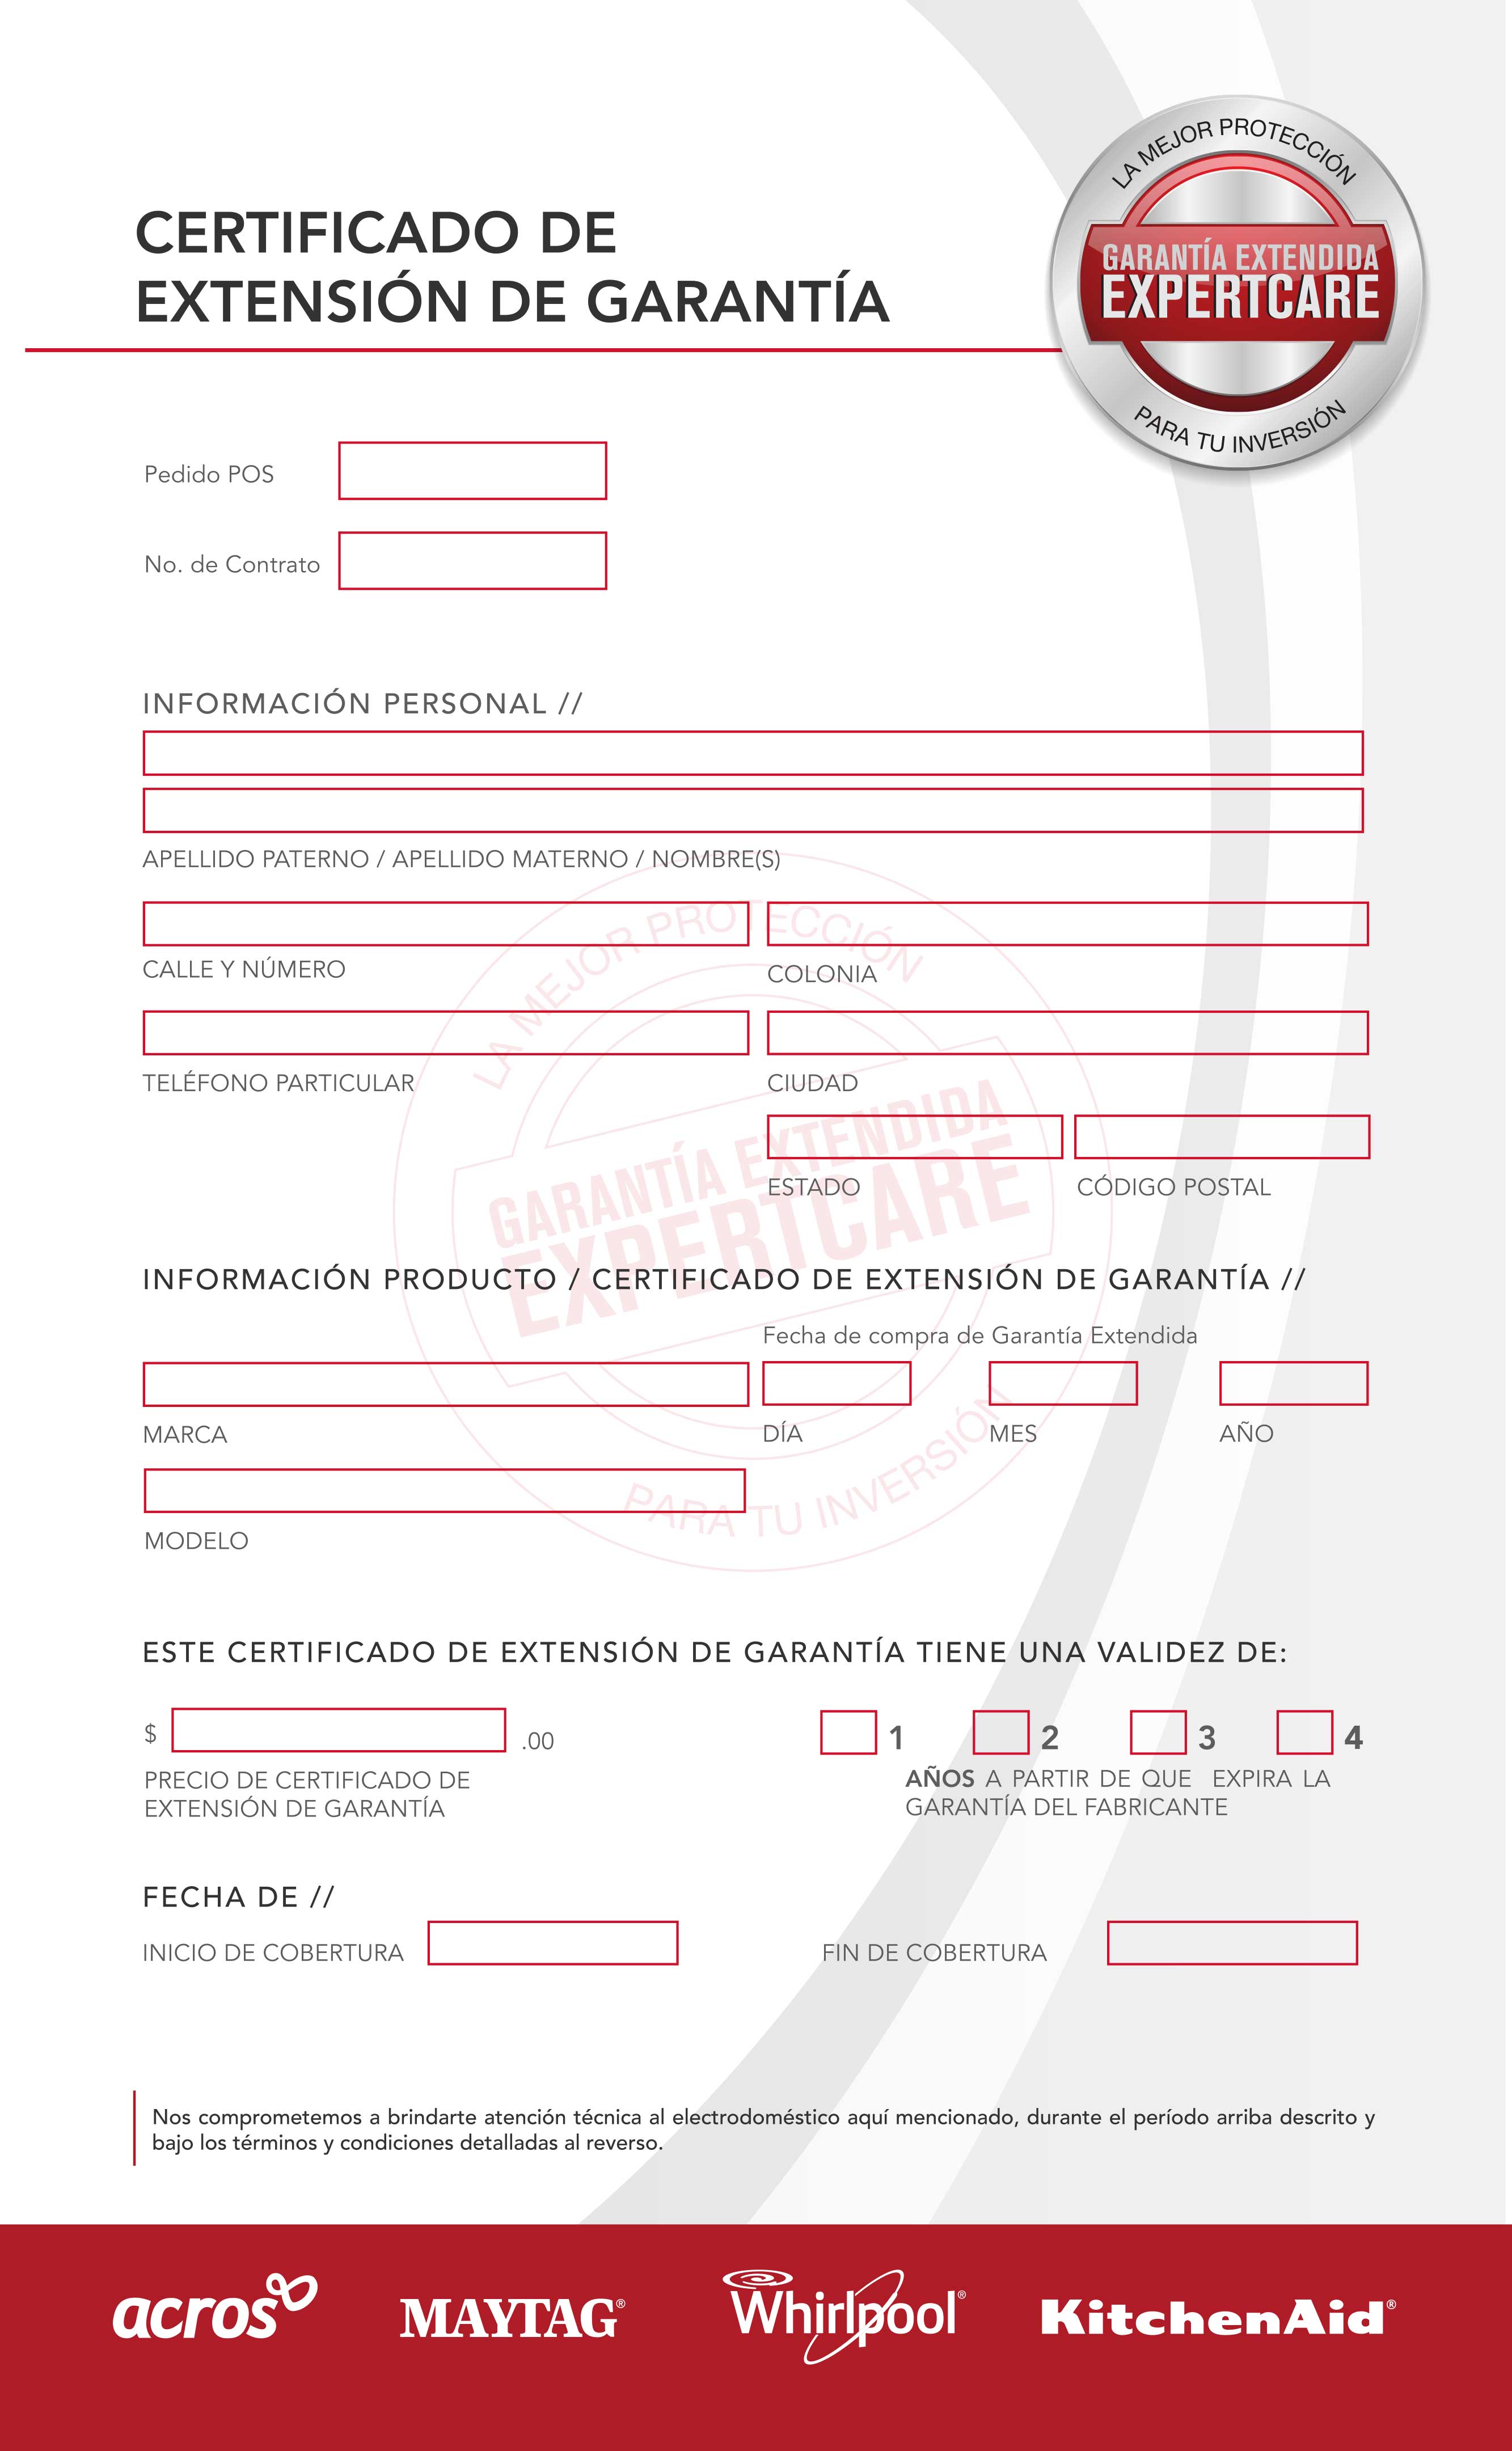 CERTIFICADO DE
EXTENSIÓN DE GARANTÍA
LA MEJOR PROTECCIÓN
GARANTÍA EXTENDIDA
EXPERTCARE
PARA TU INVERSIÓN
Pedido POS
No. de Contrato
INFORMACIÓN PERSONAL //
APELLIDO PATERNO / APELLIDO MATERNO / NOMBRE(S)
CALLE Y NÚMERO
COLONIA
TELÉFONO PARTICULAR
CIUDAD
ESTADO
CÓDIGO POSTAL
LA MEJOR PROTECCIÓN
GARANTÍA EXTENDIDA
EXPERTCARE
PARA TU INVERSIÓN
INFORMACIÓN PRODUCTO / CERTIFICADO DE EXTENSIÓN DE GARANTÍA //
Fecha de compra de Garantía Extendida
MARCA
DÍA
MES
AÑO
MODELO
ESTE CERTIFICADO DE EXTENSIÓN DE GARANTÍA TIENE UNA VALIDEZ DE:
$ .00
PRECIO DE CERTIFICADO DE
EXTENSIÓN DE GARANTÍA
1 2 3 4
AÑOS A PARTIR DE QUE EXPIRA LA
GARANTÍA DEL FABRICANTE
FECHA DE //
INICIO DE COBERTURA
FIN DE COBERTURA
Nos comprometemos a brindarte atención técnica al electrodoméstico aquí mencionado, durante el período arriba descrito y
bajo los términos y condiciones detalladas al reverso.
acros
MAYTAG®
Whirlpool®
KitchenAid®